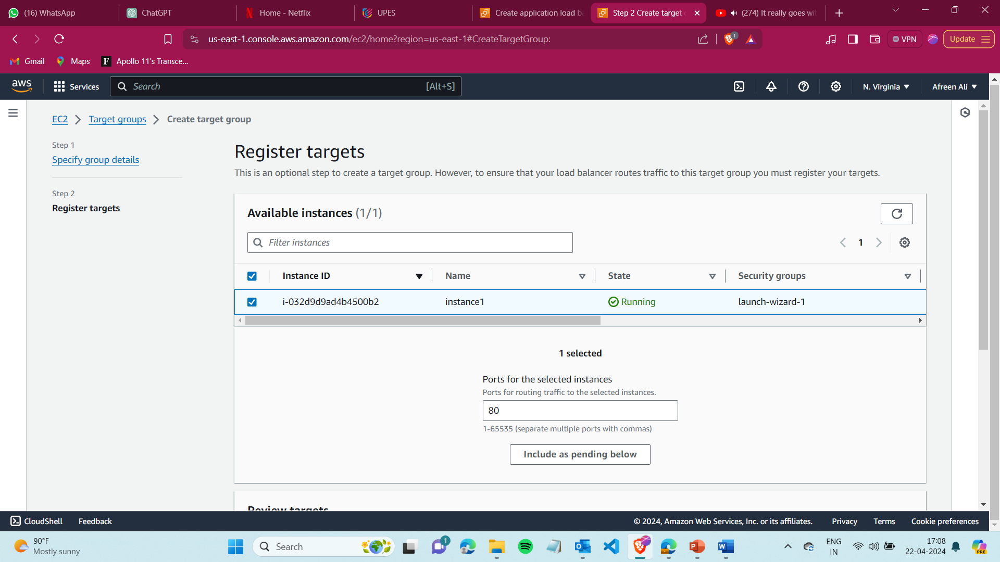 (16) WhatsApp
ChatGPT
Home - Netflix
UPES
Create application load ba
Step 2 Create target
(274) It really goes wit
us-east-1.console.aws.amazon.com/ec2/home?region=us-east-1#CreateTargetGroup:
1
VPN
Update
Gmail
Maps
F
Apollo 11's Transce...
aws
Services
Search
[Alt+S]
N. Virginia
Afreen Ali
EC2
Target groups
Create target group
Step 1
Specify group details
Step 2
Register targets
Register targets
This is an optional step to create a target group. However, to ensure that your load balancer routes traffic to this target group you must register your targets.
Available instances (1/1)
Filter instances
1
Instance ID
Name
State
Security groups
i-032d9d9ad4b4500b2
instance1
Running
launch-wizard-1
1 selected
Ports for the selected instances
Ports for routing traffic to the selected instances.
80
1-65535 (separate multiple ports with commas)
Include as pending below
Review targets
CloudShell
Feedback
© 2024, Amazon Web Services, Inc. or its affiliates.
Privacy
Terms
Cookie preferences
90°F
Mostly sunny
Search
1
ENG
IN
17:08
22-04-2024
PRE